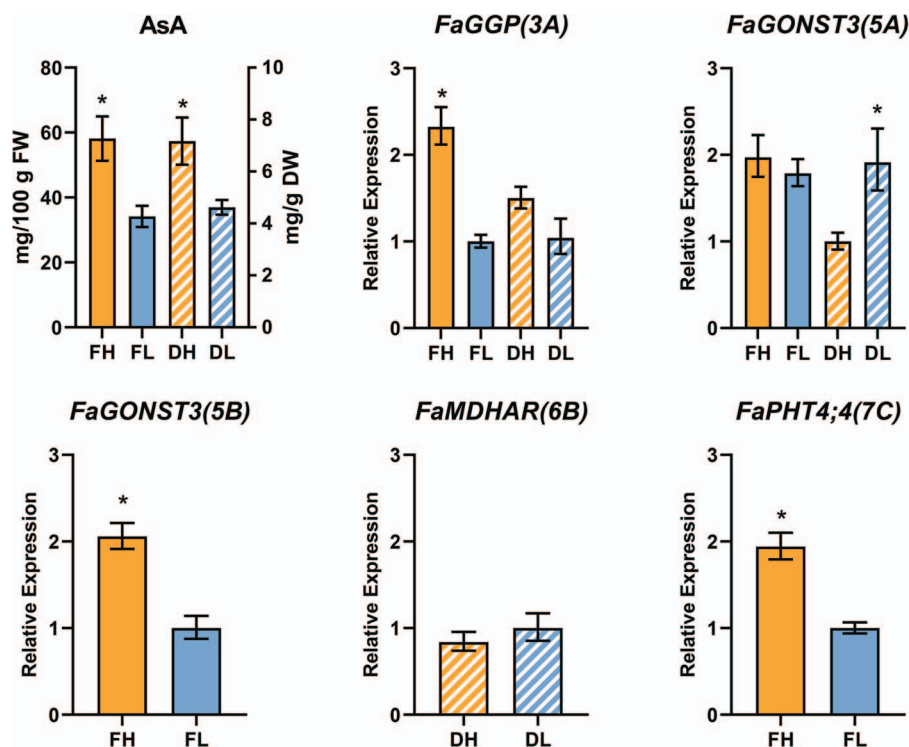 AsA
FaGGP(3A)
FaGONST3(5A)
80
60
40
20
0
mg/100 g FW
10
8
6
4
2
0
mg/g DW
*
*
FH FL DH DL
3
2
1
0
Relative Expression
*
FH FL DH DL
3
2
1
0
Relative Expression
*
FH FL DH DL
FaGONST3(5B)
FaMDHAR(6B)
FaPHT4;4(7C)
3
2
1
0
Relative Expression
*
FH FL
3
2
1
0
Relative Expression
DH DL
3
2
1
0
Relative Expression
*
FH FL